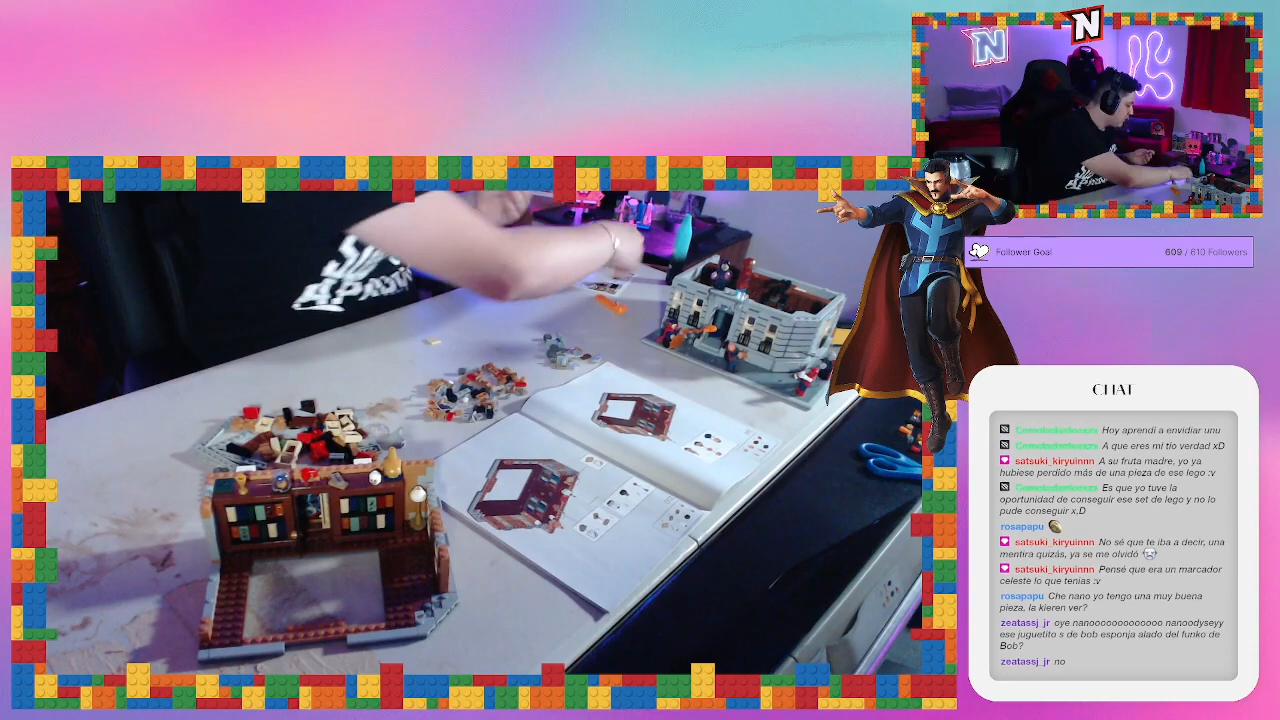 N
N
Follower Goal
609 / 610 Followers
CHAT
Hoy aprendí a envidiar unu
A que eres mi tío verdad xD
satsuki_kiryuinnn A su fruta madre, yo ya
hubiese perdido más de una pieza de ese lego :v
Es que yo tuve la
oportunidad de conseguir ese set de lego y no lo
pude conseguir x,D
rosapapu
satsuki_kiryuinnn No sé que te iba a decir, una
mentira quizás, ya se me olvidó
satsuki_kiryuinnn Pensé que era un marcador
celeste lo que tenias :v
rosapapu Che nano yo tengo una muy buena
pieza, la kieren ver?
zeatassj_jr oye nanooooooooooooo nanoodyseyy
ese juguetito s de bob esponja alado del funko de
Bob?
zeatassj_jr no